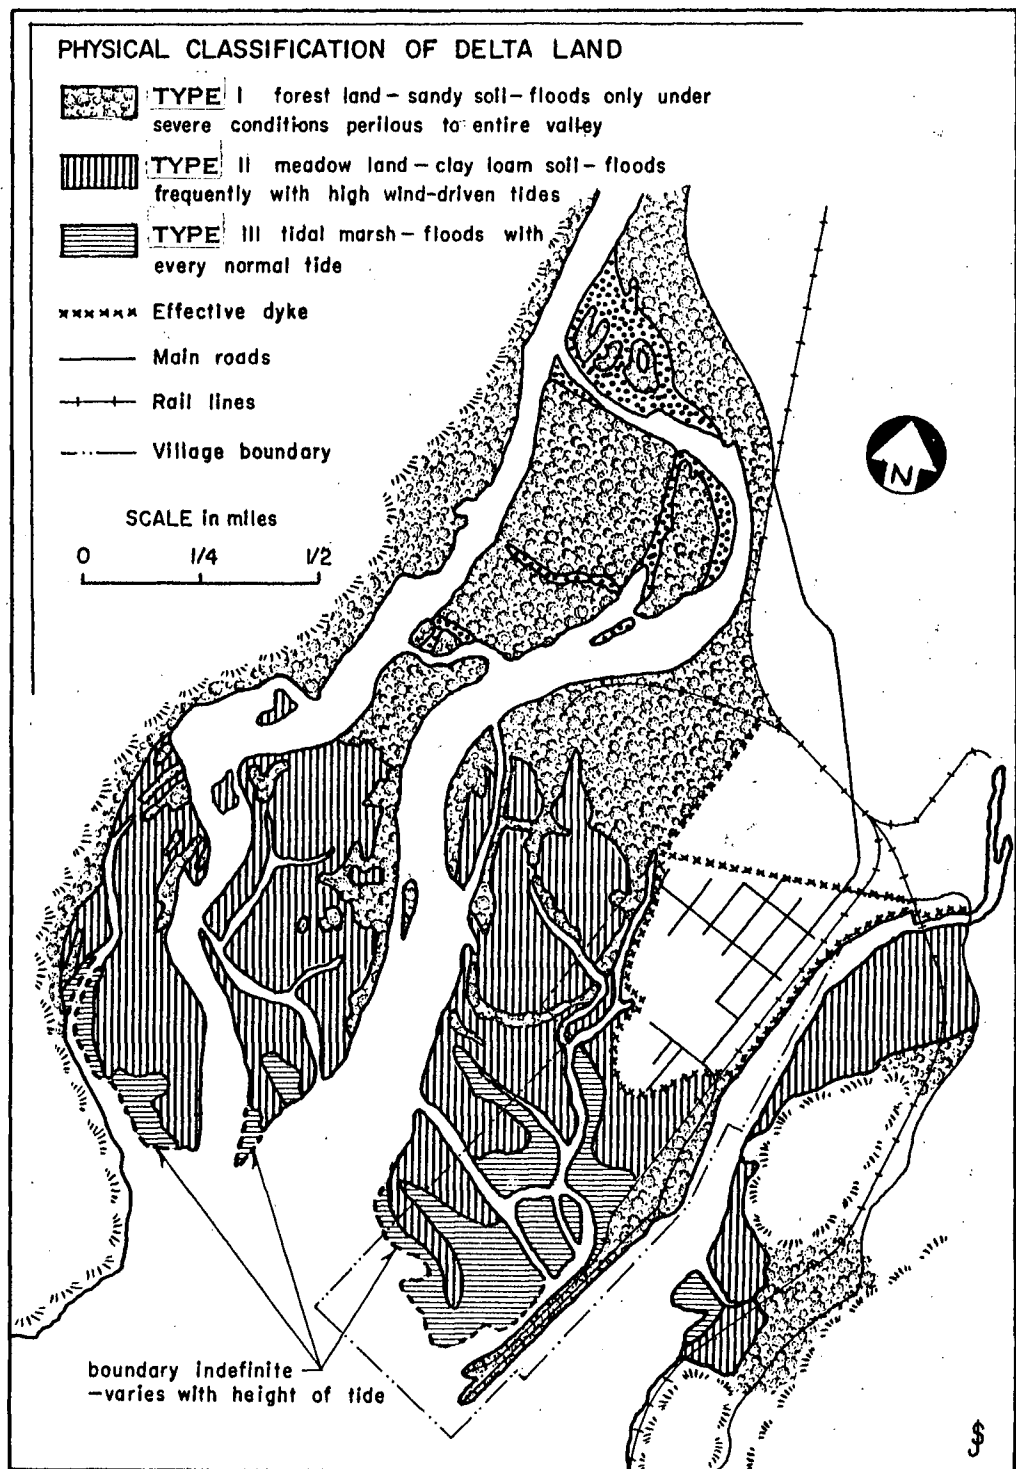 PHYSICAL CLASSIFICATION OF DELTA LAND
TYPE I forest land – sandy soil – floods only under
severe conditions perilous to entire valley
TYPE II meadow land – clay loam soil – floods
frequently with high wind-driven tides
TYPE III tidal marsh – floods with
every normal tide
Effective dyke
Main roads
Rail lines
Village boundary
SCALE in miles
0 1/4 1/2
N
boundary indefinite
–varies with height of tide